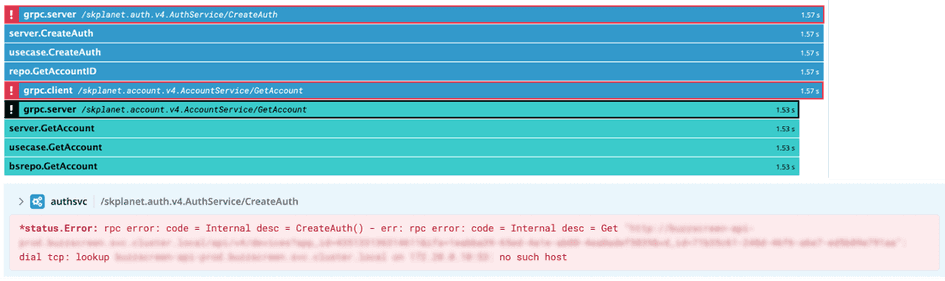 ! grpc.server /skplanet.auth.v4.AuthService/CreateAuth 1.57 s
server.CreateAuth 1.57 s
usecase.CreateAuth 1.57 s
repo.GetAccountID 1.57 s
! grpc.client /skplanet.account.v4.AccountService/GetAccount 1.57 s
! grpc.server /skplanet.account.v4.AccountService/GetAccount 1.53 s
server.GetAccount 1.53 s
usecase.GetAccount 1.53 s
bsrepo.GetAccount 1.53 s
authsvc /skplanet.auth.v4.AuthService/CreateAuth
*status.Error: rpc error: code = Internal desc = CreateAuth() - err: rpc error: code = Internal desc = Get
dial tcp: lookup no such host